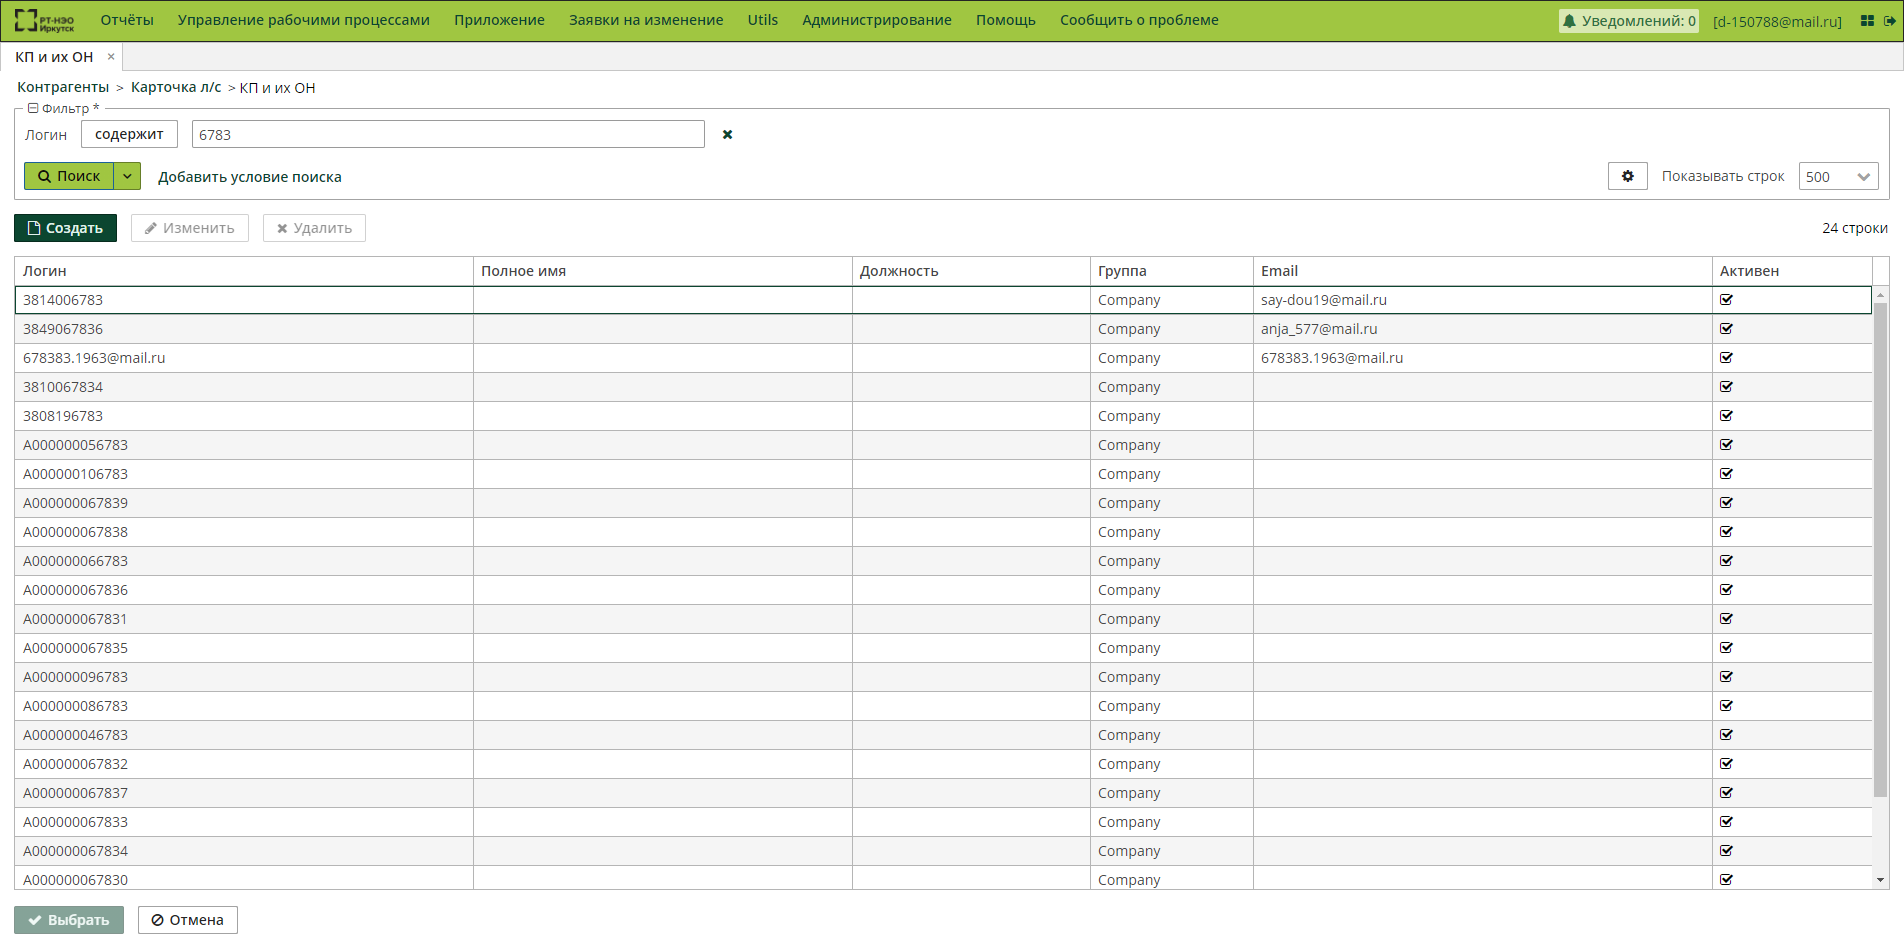 РТ-НЭО Иркутск Отчёты Управление рабочими процессами Приложение Заявки на изменение Utils Администрирование Помощь Сообщить о проблеме Уведомлений: 0 [d-150788@mail.ru]
КП и их ОН ×
Контрагенты > Карточка л/с > КП и их ОН
Фильтр *
Логин содержит 6783
Поиск Добавить условие поиска Показывать строк 500
Создать Изменить Удалить 24 строки
Логин Полное имя Должность Группа Email Активен
3814006783 Company say-dou19@mail.ru
3849067836 Company anja_577@mail.ru
678383.1963@mail.ru Company 678383.1963@mail.ru
3810067834 Company
3808196783 Company
A000000056783 Company
A000000106783 Company
A000000067839 Company
A000000067838 Company
A000000066783 Company
A000000067836 Company
A000000067831 Company
A000000067835 Company
A000000096783 Company
A000000086783 Company
A000000046783 Company
A000000067832 Company
A000000067837 Company
A000000067833 Company
A000000067834 Company
A000000067830 Company
Выбрать Отмена